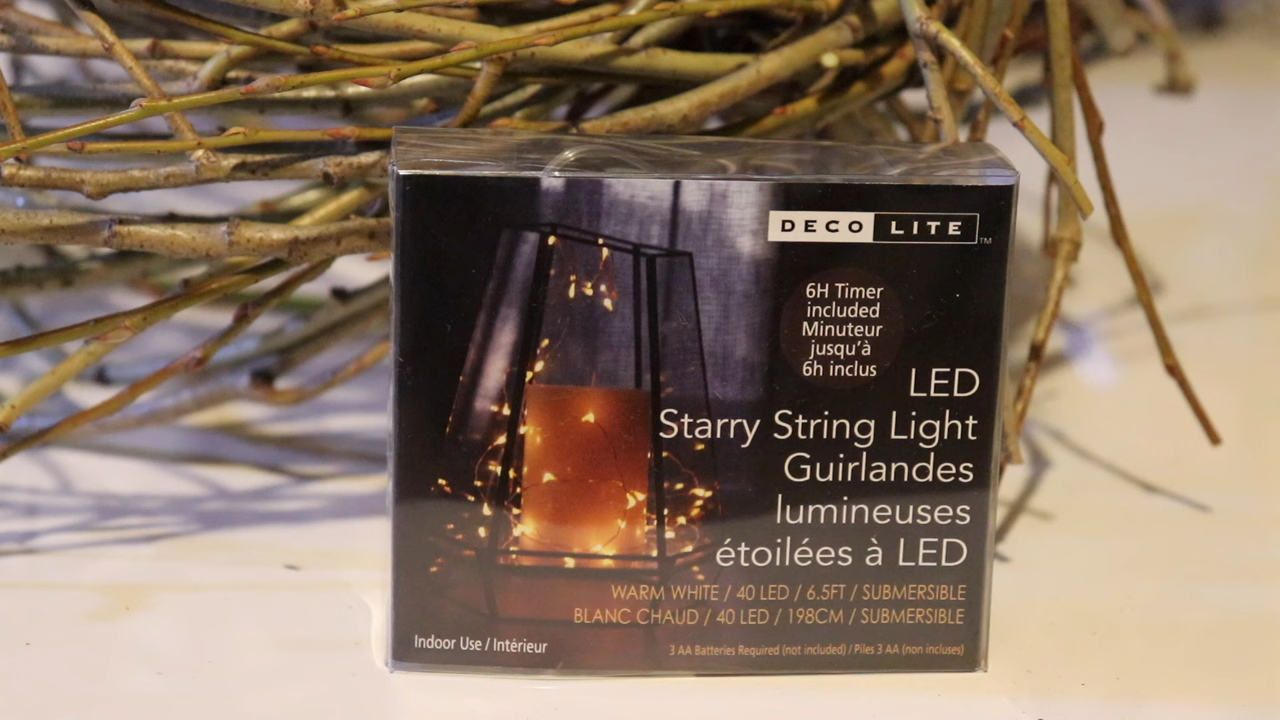 DECO LITE™
6H Timer
included
Minuteur
jusqu'à
6h inclus
LED
Starry String Light
Guirlandes
lumineuses
étoilées à LED
WARM WHITE / 40 LED / 6.5FT / SUBMERSIBLE
BLANC CHAUD / 40 LED / 198CM / SUBMERSIBLE
Indoor Use / Intérieur
3 AA Batteries Required (not included) / Piles 3 AA (non incluses)